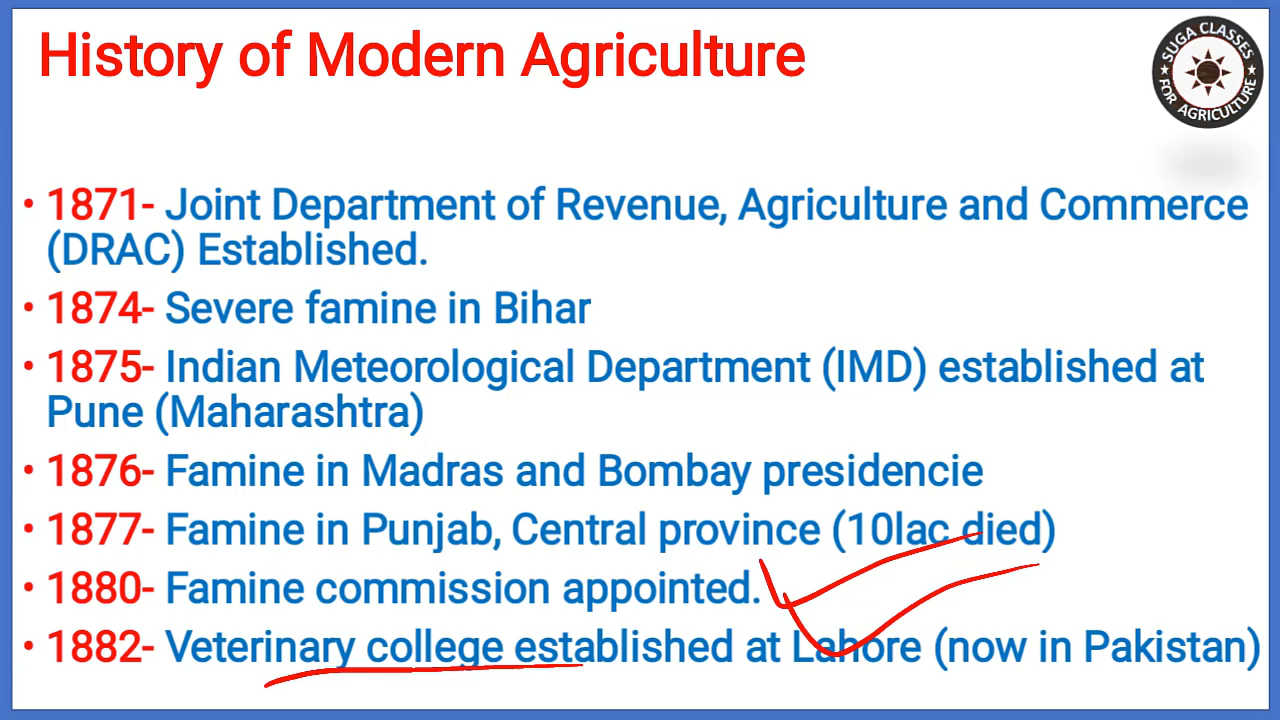 History of Modern Agriculture
SUGA CLASSES
FOR AGRICULTURE
• 1871- Joint Department of Revenue, Agriculture and Commerce
(DRAC) Established.
• 1874- Severe famine in Bihar
• 1875- Indian Meteorological Department (IMD) established at
Pune (Maharashtra)
• 1876- Famine in Madras and Bombay presidencie
• 1877- Famine in Punjab, Central province (10lac died)
• 1880- Famine commission appointed.
• 1882- Veterinary college established at Lahore (now in Pakistan)